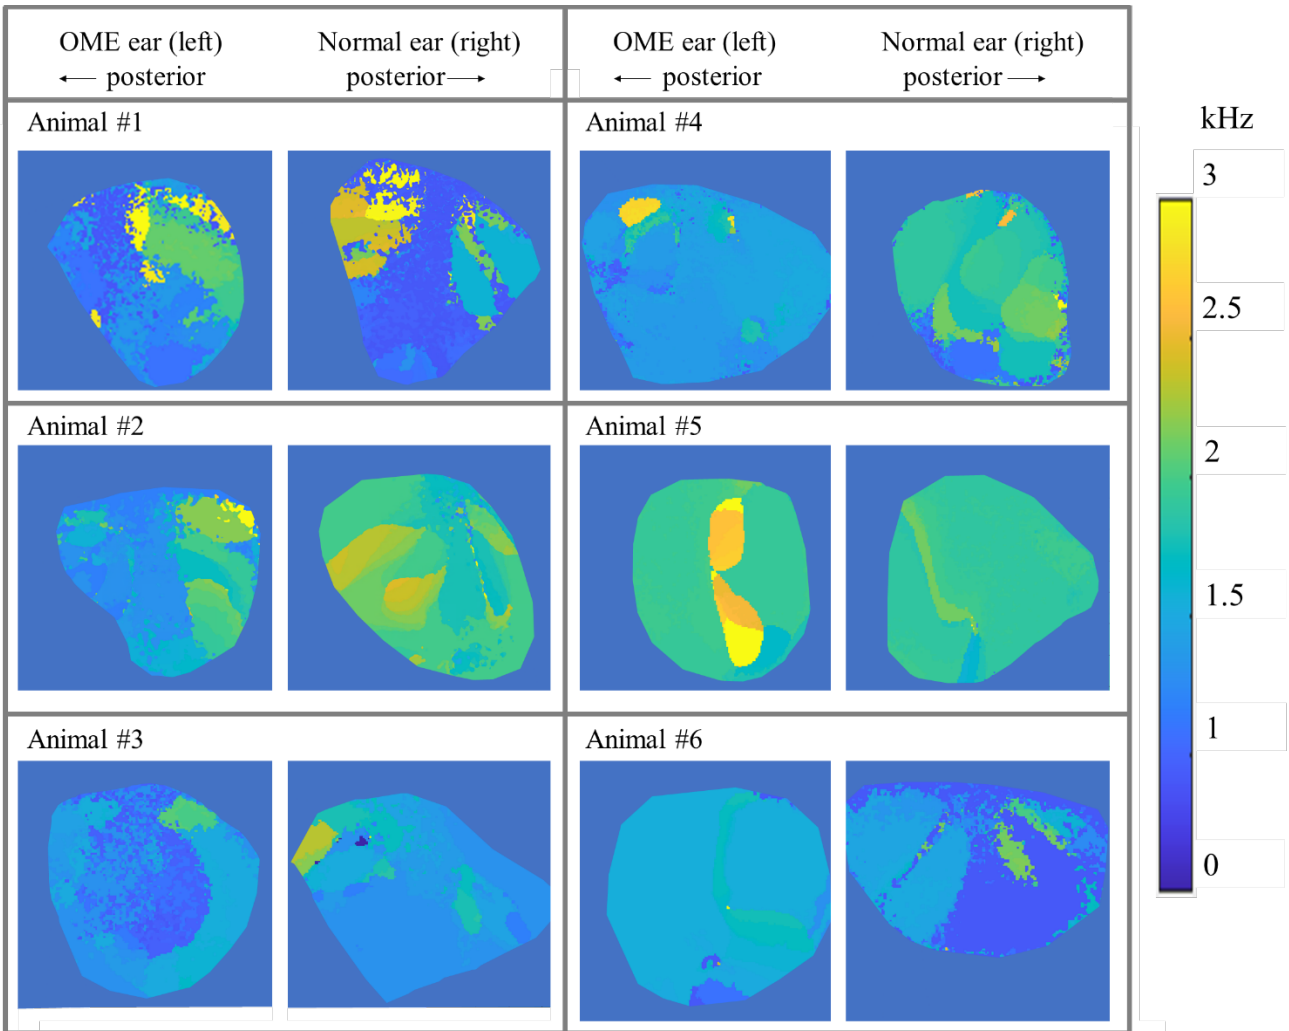 OME ear (left)
← posterior
Normal ear (right)
posterior →
OME ear (left)
← posterior
Normal ear (right)
posterior →
Animal #1
Animal #4
Animal #2
Animal #5
Animal #3
Animal #6
kHz
3
2.5
2
1.5
1
0